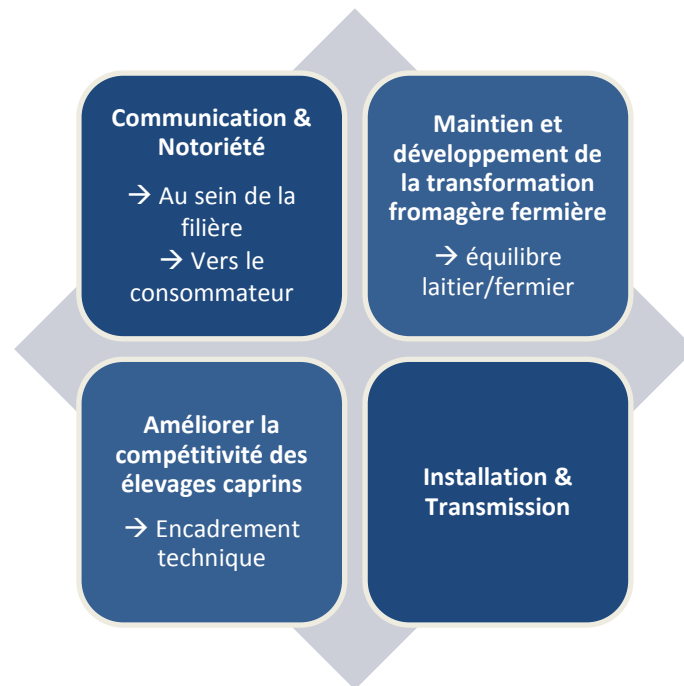 Communication &
Notoriété
→ Au sein de la
filière
→ Vers le
consommateur
Maintien et
développement de
la transformation
fromagère fermière
→ équilibre
laitier/fermier
Améliorer la
compétitivité des
élevages caprins
→ Encadrement
technique
Installation &
Transmission